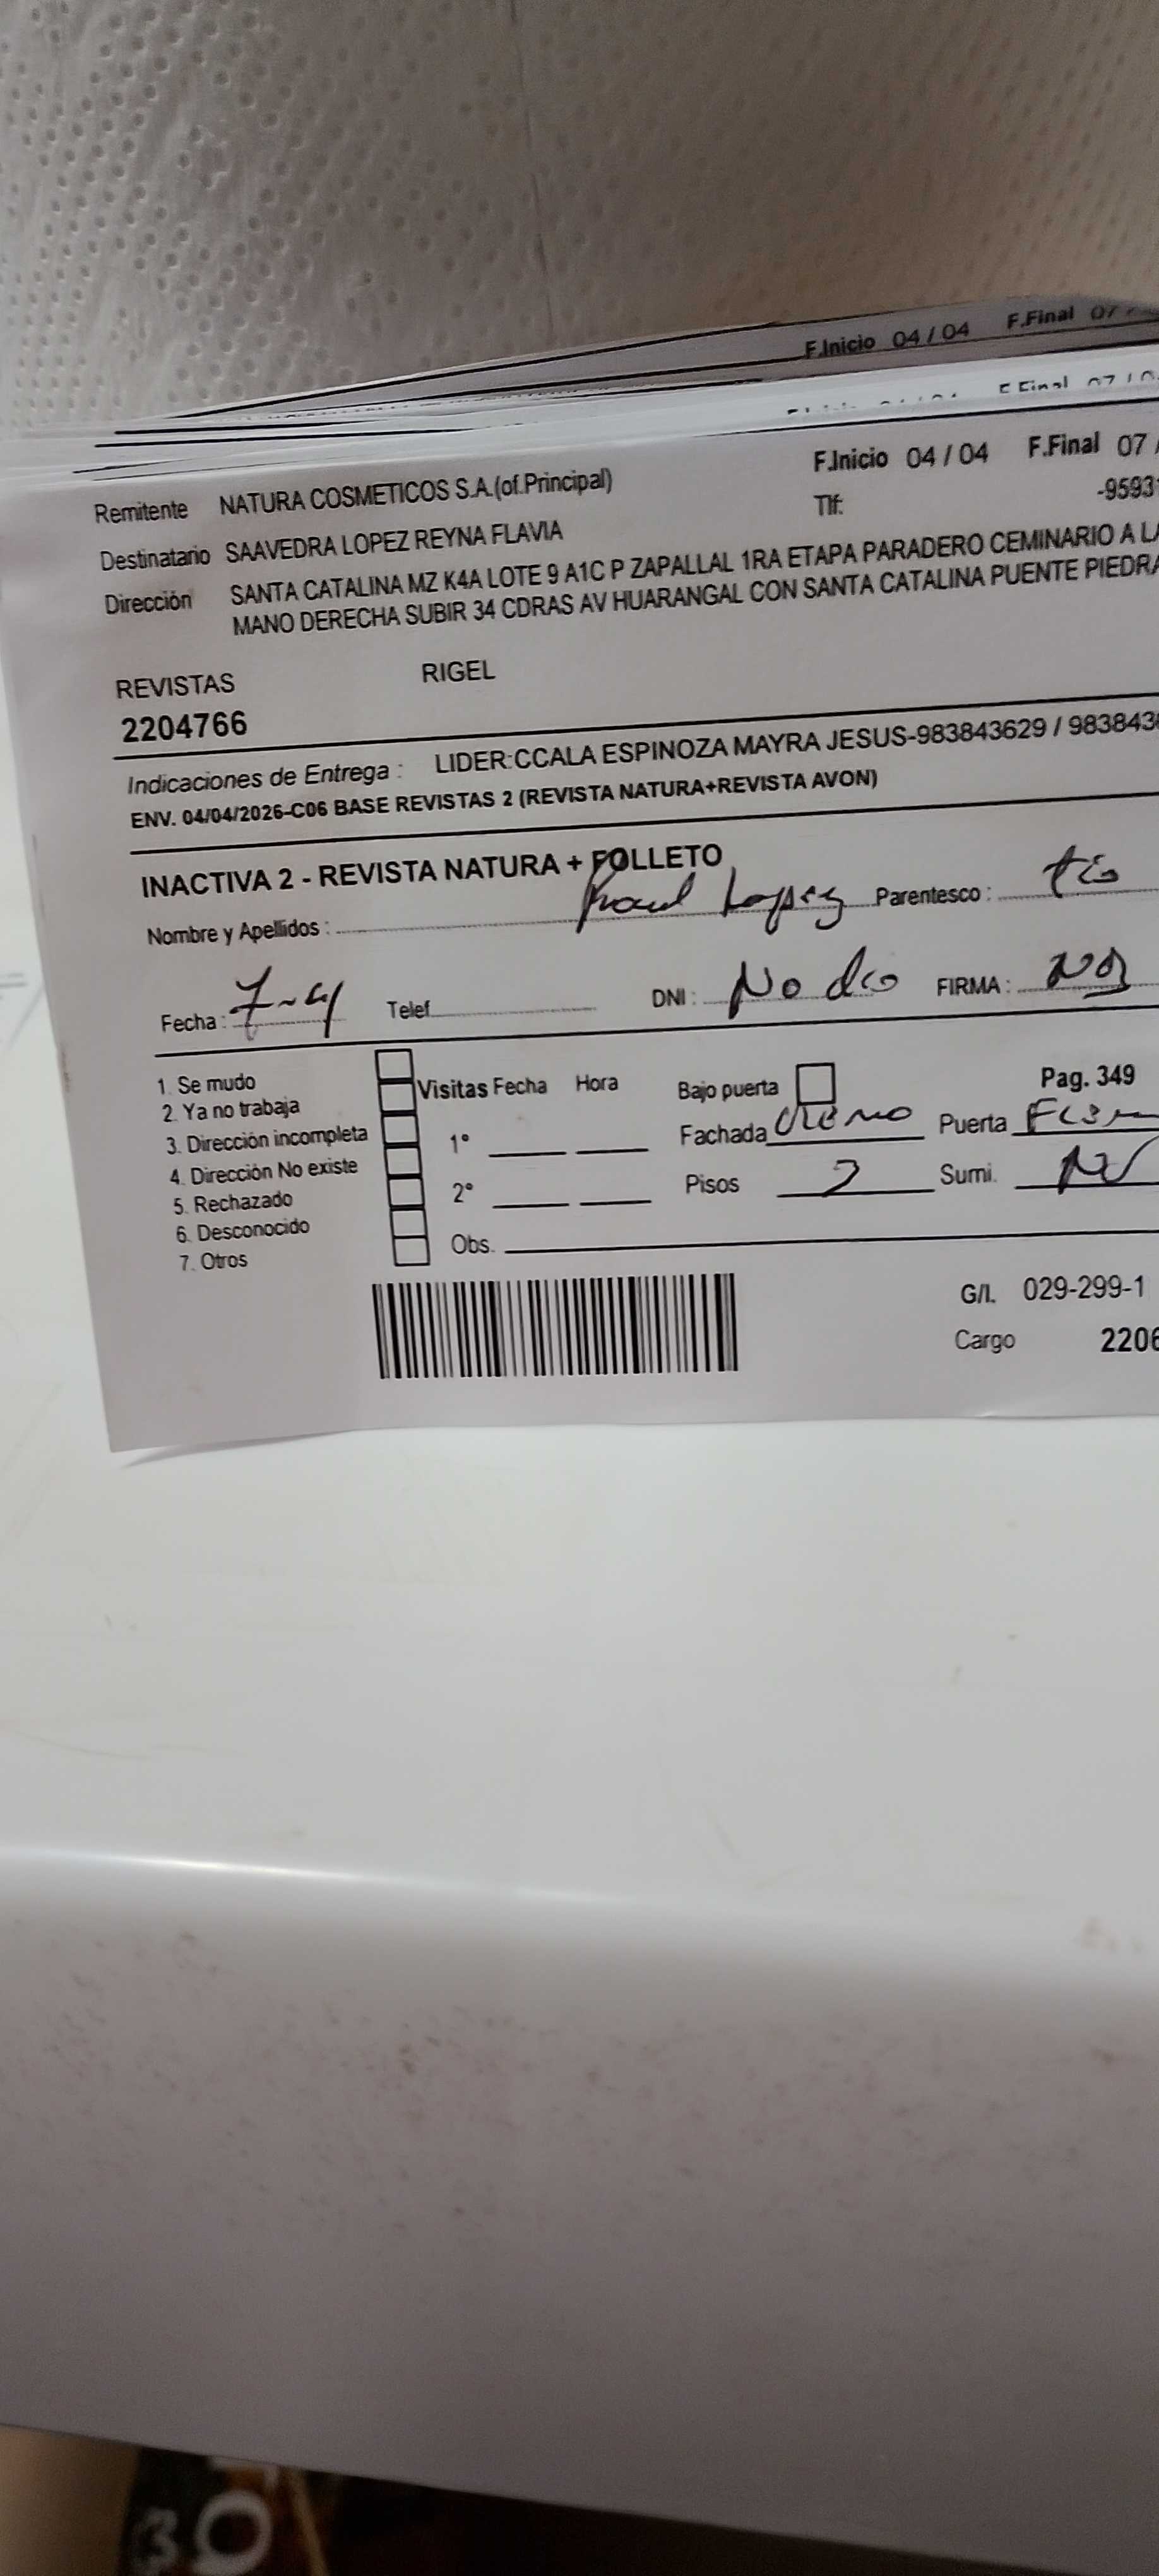 F.Inicio 04 / 04 F.Final 07
F.Final 07 / 0
F.Inicio 04 / 04 F.Final 07 /
Remitente NATURA COSMETICOS S.A.(of.Principal)
Tlf: -9593
Destinatario SAAVEDRA LOPEZ REYNA FLAVIA
Dirección SANTA CATALINA MZ K4A LOTE 9 A1C P ZAPALLAL 1RA ETAPA PARADERO CEMINARIO A LA
MANO DERECHA SUBIR 34 CDRAS AV HUARANGAL CON SANTA CATALINA PUENTE PIEDRA
REVISTAS RIGEL
2204766
Indicaciones de Entrega : LIDER:CCALA ESPINOZA MAYRA JESUS-983843629 / 983843
ENV. 04/04/2026-C06 BASE REVISTAS 2 (REVISTA NATURA+REVISTA AVON)
INACTIVA 2 - REVISTA NATURA + FOLLETO
Nombre y Apellidos : Lopez Parentesco : tio
Fecha : 7-4 Telef. DNI : No dio FIRMA :
1. Se mudo
2. Ya no trabaja
3. Dirección incompleta
4. Dirección No existe
5. Rechazado
6. Desconocido
7. Otros
Visitas Fecha Hora
1°
2°
Obs.
Bajo puerta Pag. 349
Fachada Puerta
Pisos 2 Sumi.
G/I. 029-299-1
Cargo 2206